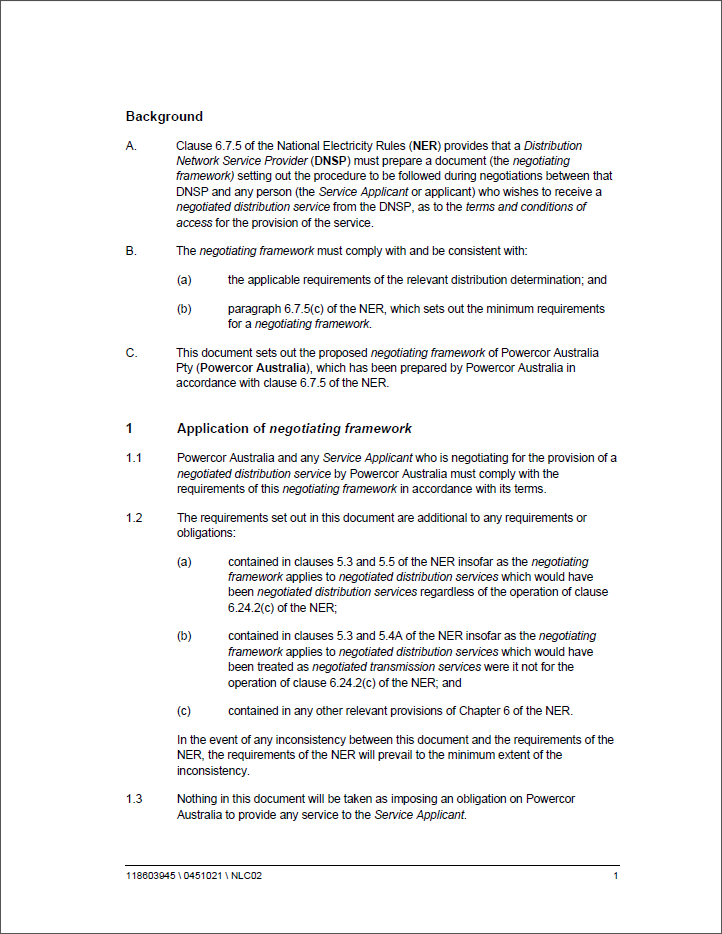 Background
A. Clause 6.7.5 of the National Electricity Rules (NER) provides that a Distribution
Network Service Provider (DNSP) must prepare a document (the negotiating
framework) setting out the procedure to be followed during negotiations between that
DNSP and any person (the Service Applicant or applicant) who wishes to receive a
negotiated distribution service from the DNSP, as to the terms and conditions of
access for the provision of the service.
B. The negotiating framework must comply with and be consistent with:
(a) the applicable requirements of the relevant distribution determination; and
(b) paragraph 6.7.5(c) of the NER, which sets out the minimum requirements
for a negotiating framework.
C. This document sets out the proposed negotiating framework of Powercor Australia
Pty (Powercor Australia), which has been prepared by Powercor Australia in
accordance with clause 6.7.5 of the NER.
1 Application of negotiating framework
1.1 Powercor Australia and any Service Applicant who is negotiating for the provision of a
negotiated distribution service by Powercor Australia must comply with the
requirements of this negotiating framework in accordance with its terms.
1.2 The requirements set out in this document are additional to any requirements or
obligations:
(a) contained in clauses 5.3 and 5.5 of the NER insofar as the negotiating
framework applies to negotiated distribution services which would have
been negotiated distribution services regardless of the operation of clause
6.24.2(c) of the NER;
(b) contained in clauses 5.3 and 5.4A of the NER insofar as the negotiating
framework applies to negotiated distribution services which would have
been treated as negotiated transmission services were it not for the
operation of clause 6.24.2(c) of the NER; and
(c) contained in any other relevant provisions of Chapter 6 of the NER.
In the event of any inconsistency between this document and the requirements of the
NER, the requirements of the NER will prevail to the minimum extent of the
inconsistency.
1.3 Nothing in this document will be taken as imposing an obligation on Powercor
Australia to provide any service to the Service Applicant.
118603945 \ 0451021 \ NLC02 1